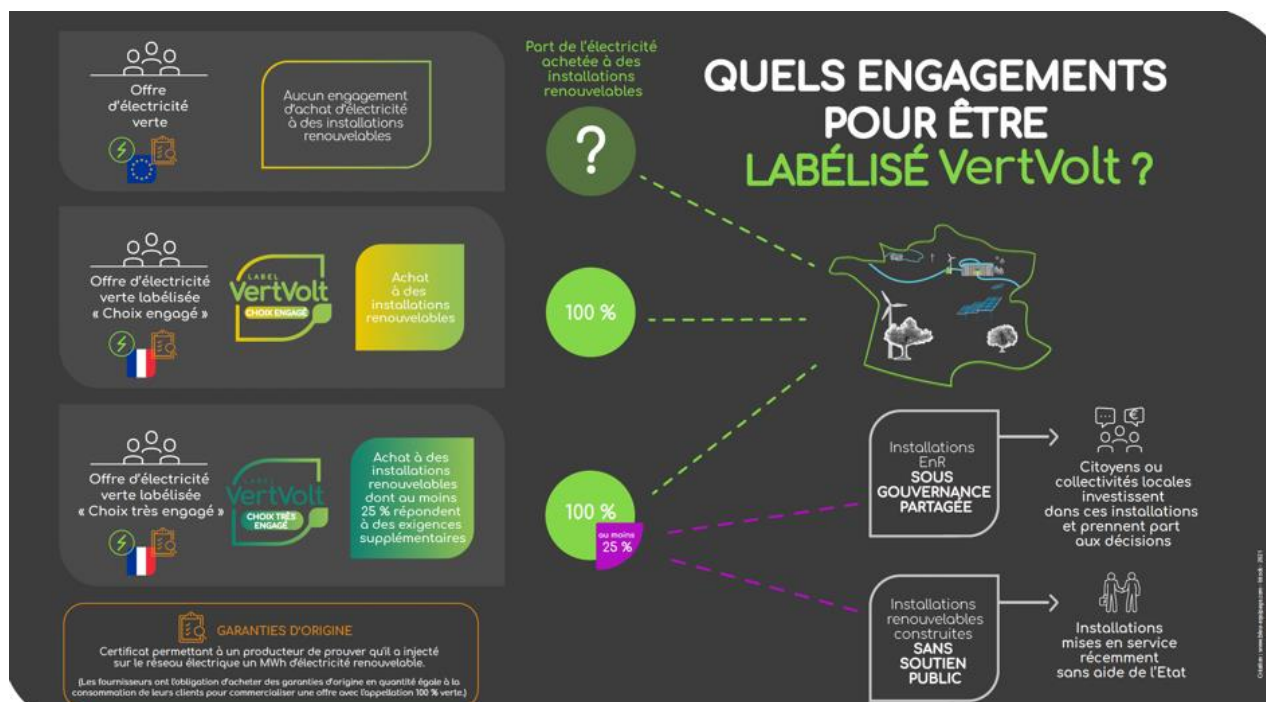 QUELS ENGAGEMENTS
POUR ÊTRE
LABÉLISÉ VertVolt ?
Part de l'électricité
achetée à des
installations
renouvelables
Offre
d'électricité
verte
Aucun engagement
d'achat d'électricité
à des installations
renouvelables
?
Offre d'électricité
verte labélisée
« Choix engagé »
LABEL
VertVolt
CHOIX ENGAGÉ
Achat
à des
installations
renouvelables
100 %
Offre d'électricité
verte labélisée
« Choix très engagé »
LABEL
VertVolt
CHOIX TRÈS
ENGAGÉ
Achat à des
installations
renouvelables
dont au moins
25 % répondent
à des exigences
supplémentaires
100 %
au moins
25 %
Installations
EnR
SOUS
GOUVERNANCE
PARTAGÉE
Citoyens ou
collectivités locales
investissent
dans ces installations
et prennent part
aux décisions
Installations
renouvelables
construites
SANS
SOUTIEN
PUBLIC
Installations
mises en service
récemment
sans aide de l'Etat
GARANTIES D'ORIGINE
Certificat permettant à un producteur de prouver qu'il a injecté
sur le réseau électrique un MWh d'électricité renouvelable.
(Les fournisseurs ont l'obligation d'acheter des garanties d'origine en quantité égale à la
consommation de leurs clients pour commercialiser une offre avec l'appellation 100 % verte.)